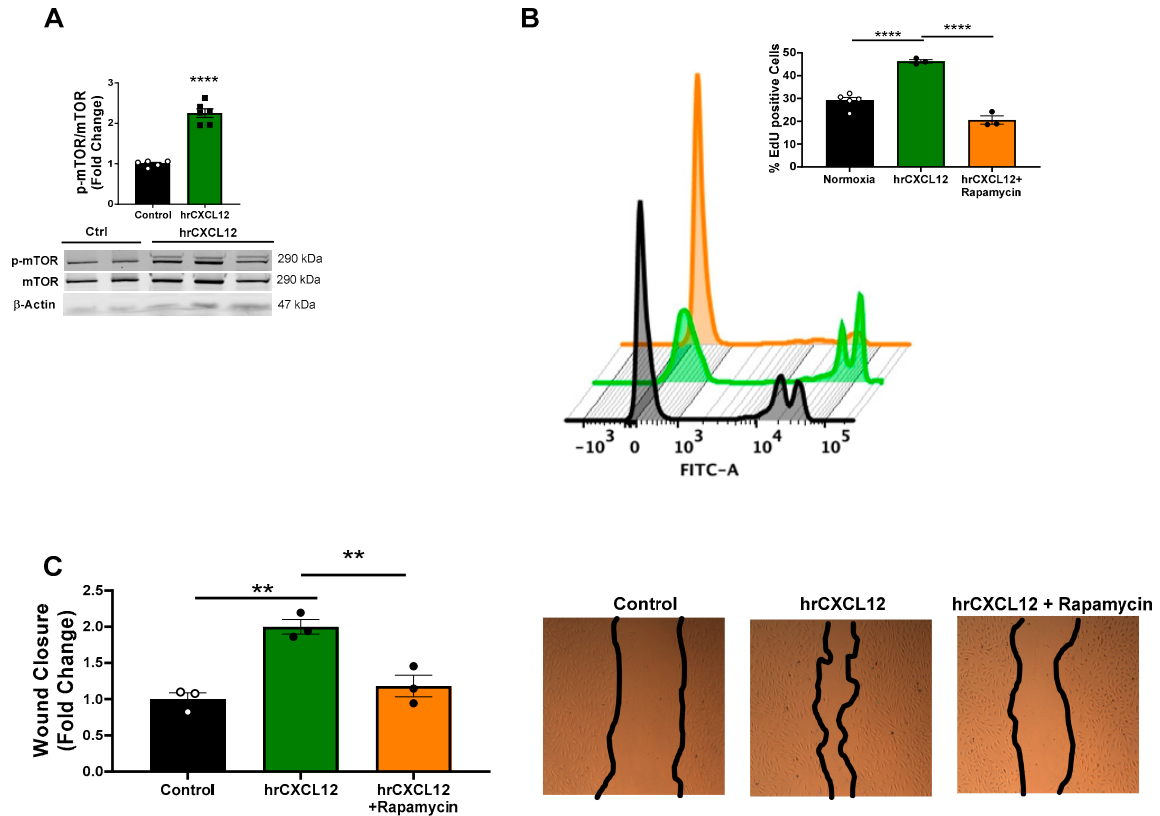 A
p-mTOR/mTOR
(Fold Change)
3
2
1
0
****
Control
hrCXCL12
Ctrl
hrCXCL12
p-mTOR
290 kDa
mTOR
290 kDa
β-Actin
47 kDa
B
% EdU positive Cells
50
40
30
20
10
0
****
****
Normoxia
hrCXCL12
hrCXCL12+
Rapamycin
-10³
0
10³
10⁴
10⁵
FITC-A
C
Wound Closure
(Fold Change)
2.5
2.0
1.5
1.0
0.5
0.0
**
**
Control
hrCXCL12
hrCXCL12
+Rapamycin
Control
hrCXCL12
hrCXCL12 + Rapamycin